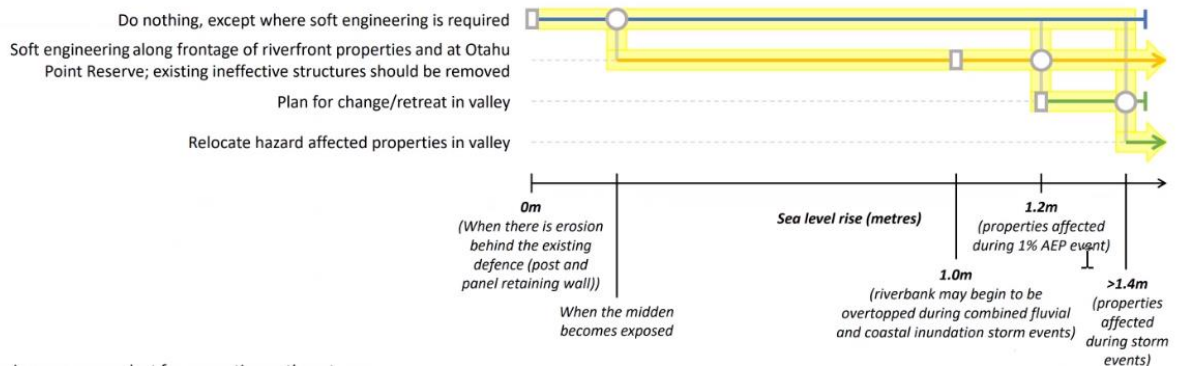 Do nothing, except where soft engineering is required
Soft engineering along frontage of riverfront properties and at Otahu
Point Reserve; existing ineffective structures should be removed
Plan for change/retreat in valley
Relocate hazard affected properties in valley
0m
(When there is erosion
behind the existing
defence (post and
panel retaining wall))
When the midden
becomes exposed
Sea level rise (metres)
1.0m
(riverbank may begin to be
overtopped during combined fluvial
and coastal inundation storm events)
1.2m
(properties affected
during 1% AEP event)
>1.4m
(properties
affected
during storm
events)